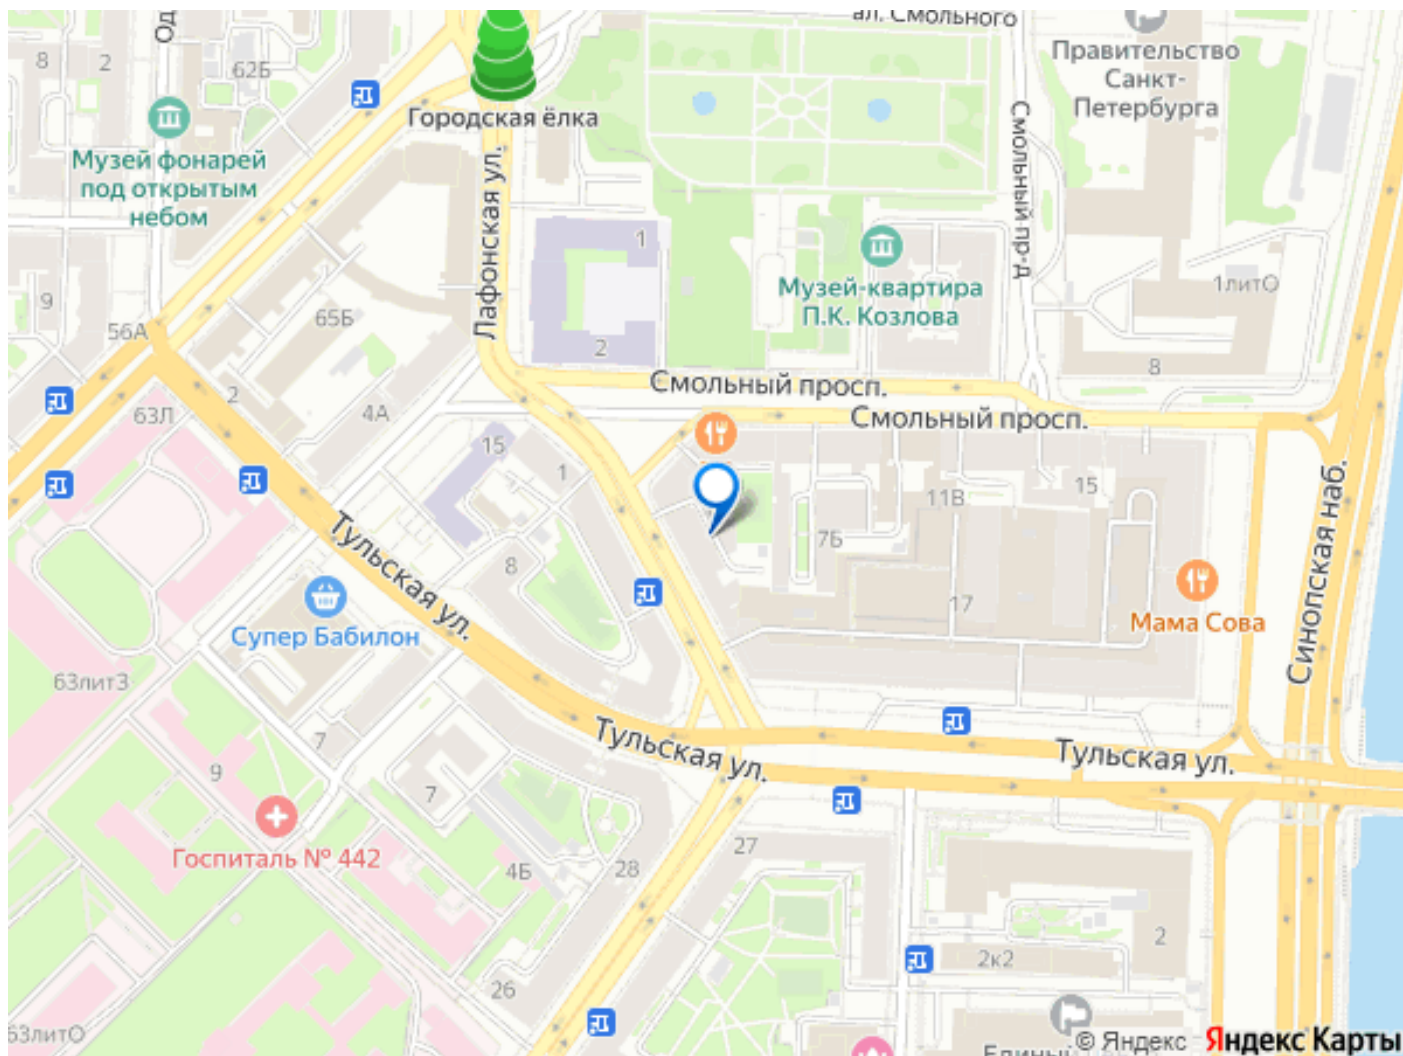 ал. Смольного
Од
8
2
62Б
Правительство
Санкт-
Петербурга
Городская ёлка
Музей фонарей
под открытым
небом
Смольный пр-д
Лафонская ул.
1
Музей-квартира
П.К. Козлова
1литО
9
56А
65Б
2
8
2
Смольный просп.
63Л
4А
Смольный просп.
15
1
11В
15
7Б
Тульская ул.
8
17
Мама Сова
Супер Бабилон
Синопская наб.
63литЗ
7
9
Тульская ул.
Тульская ул.
7
Госпиталь № 442
4Б
28
27
2
2к2
26
63литО
© Яндекс
Яндекс Карты